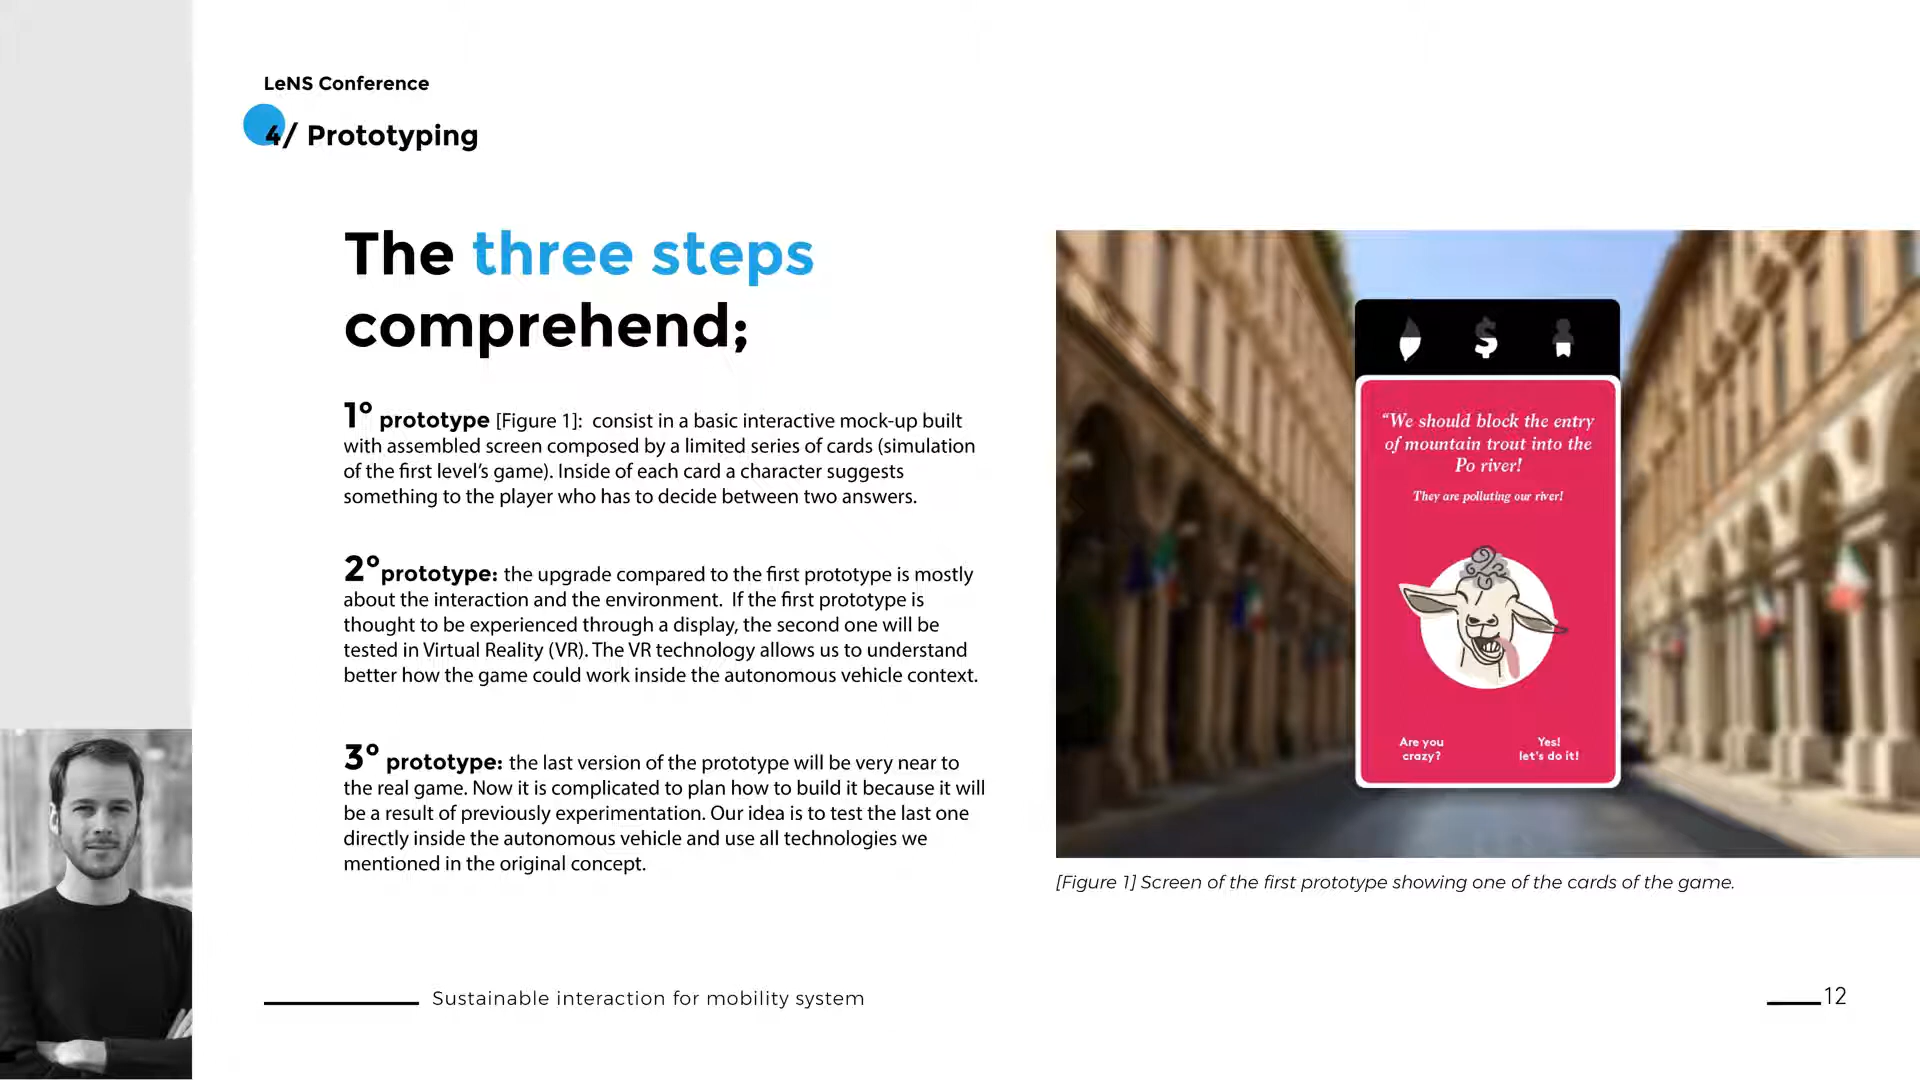 LeNS Conference
4/ Prototyping
The three steps
comprehend;
1° prototype [Figure 1]: consist in a basic interactive mock-up built
with assembled screen composed by a limited series of cards (simulation
of the first level's game). Inside of each card a character suggests
something to the player who has to decide between two answers.
2° prototype: the upgrade compared to the first prototype is mostly
about the interaction and the environment. If the first prototype is
thought to be experienced through a display, the second one will be
tested in Virtual Reality (VR). The VR technology allows us to understand
better how the game could work inside the autonomous vehicle context.
3° prototype: the last version of the prototype will be very near to
the real game. Now it is complicated to plan how to build it because it will
be a result of previously experimentation. Our idea is to test the last one
directly inside the autonomous vehicle and use all technologies we
mentioned in the original concept.
$
"We should block the entry
of mountain trout into the
Po river!
They are polluting our river!
Are you
crazy?
Yes!
let's do it!
[Figure 1] Screen of the first prototype showing one of the cards of the game.
Sustainable interaction for mobility system
12